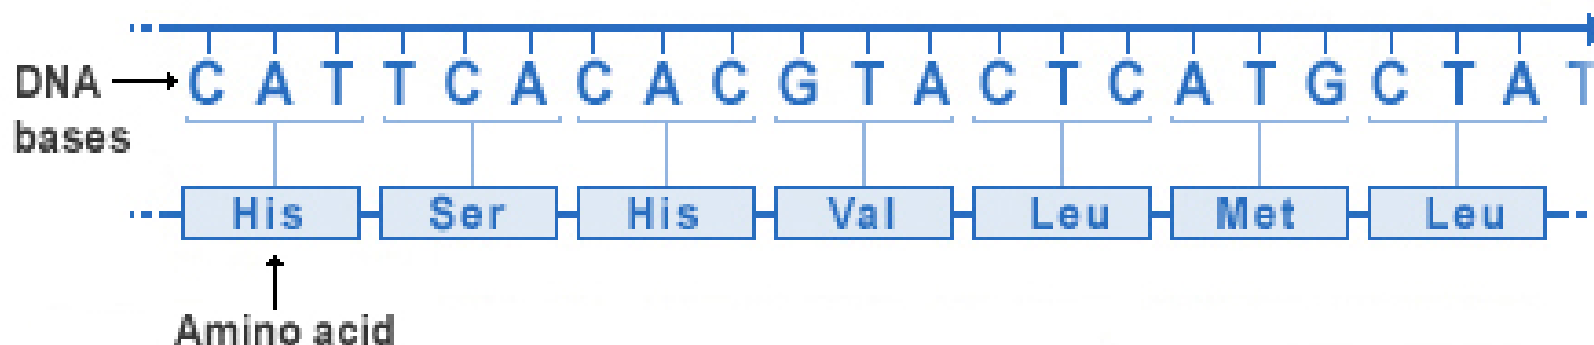 DNA bases
C A T T C A C A C G T A C T C A T G C T A T
His Ser His Val Leu Met Leu
Amino acid